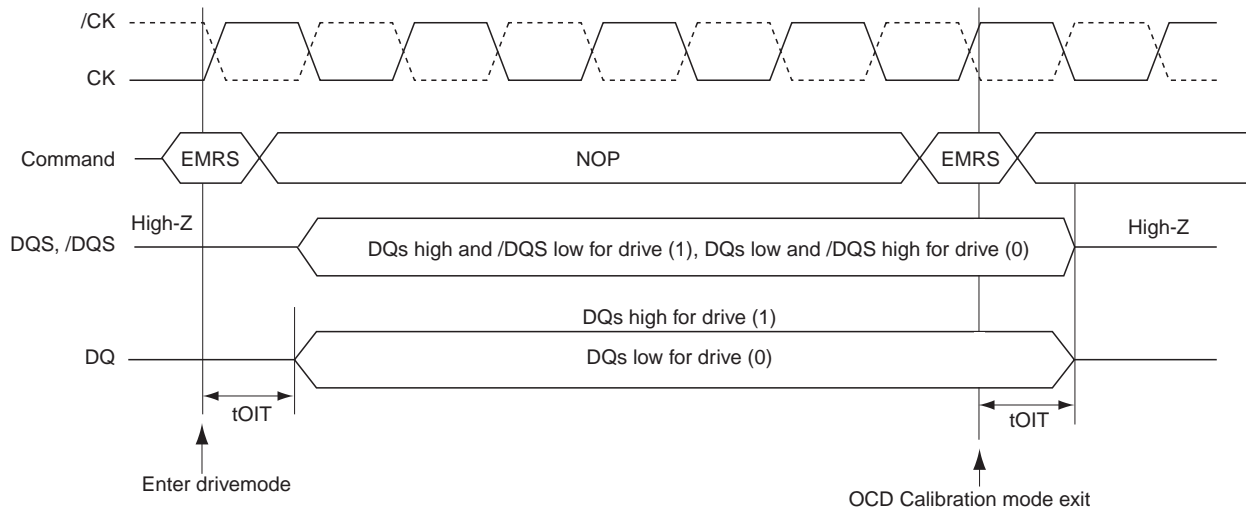 /CK
CK
Command
EMRS
NOP
EMRS
High-Z
High-Z
DQS, /DQS
DQs high and /DQS low for drive (1), DQs low and /DQS high for drive (0)
DQs high for drive (1)
DQ
DQs low for drive (0)
tOIT
tOIT
Enter drivemode
OCD Calibration mode exit